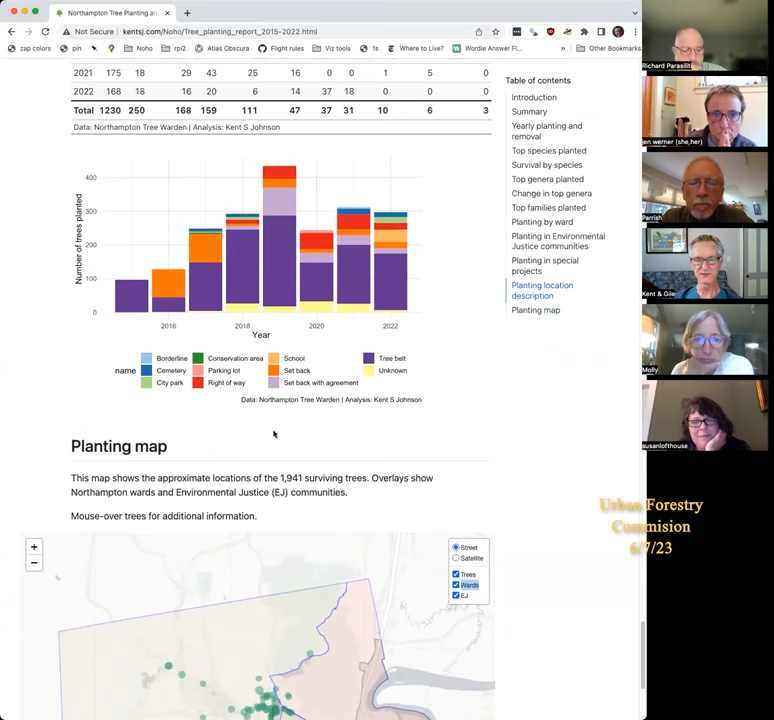 Northampton Tree Planting an
Not Secure | kentsj.com/Noho/Tree_planting_report_2015-2022.html
zap colors pin Noho rpi2 Atlas Obscura Flight rules Viz tools 1s Where to Live? Wordle Answer Fi... » Other Bookmarks
2021 175 18 29 43 25 16 0 0 1 5 0
2022 168 18 16 20 6 14 37 18 0 0 0
Total 1230 250 168 159 111 47 37 31 10 6 3
Data: Northampton Tree Warden | Analysis: Kent S Johnson
Number of trees planted
400
300
200
100
0
2016 2018 2020 2022
Year
name
Borderline Conservation area School Tree belt
Cemetery Parking lot Set back Unknown
City park Right of way Set back with agreement
Data: Northampton Tree Warden | Analysis: Kent S Johnson
Planting map
This map shows the approximate locations of the 1,941 surviving trees. Overlays show
Northampton wards and Environmental Justice (EJ) communities.
Mouse-over trees for additional information.
+
−
Street
Satellite
Trees
Wards
EJ
Table of contents
Introduction
Summary
Yearly planting and
removal
Top species planted
Survival by species
Top genera planted
Change in top genera
Top families planted
Planting by ward
Planting in Environmental
Justice communities
Planting in special
projects
Planting location
description
Planting map
Richard Parasiliti
jen werner (she,her)
Parrish
Kent & Gile
Molly
susanlofthouse
Urban Forestry
Commision
6/7/23